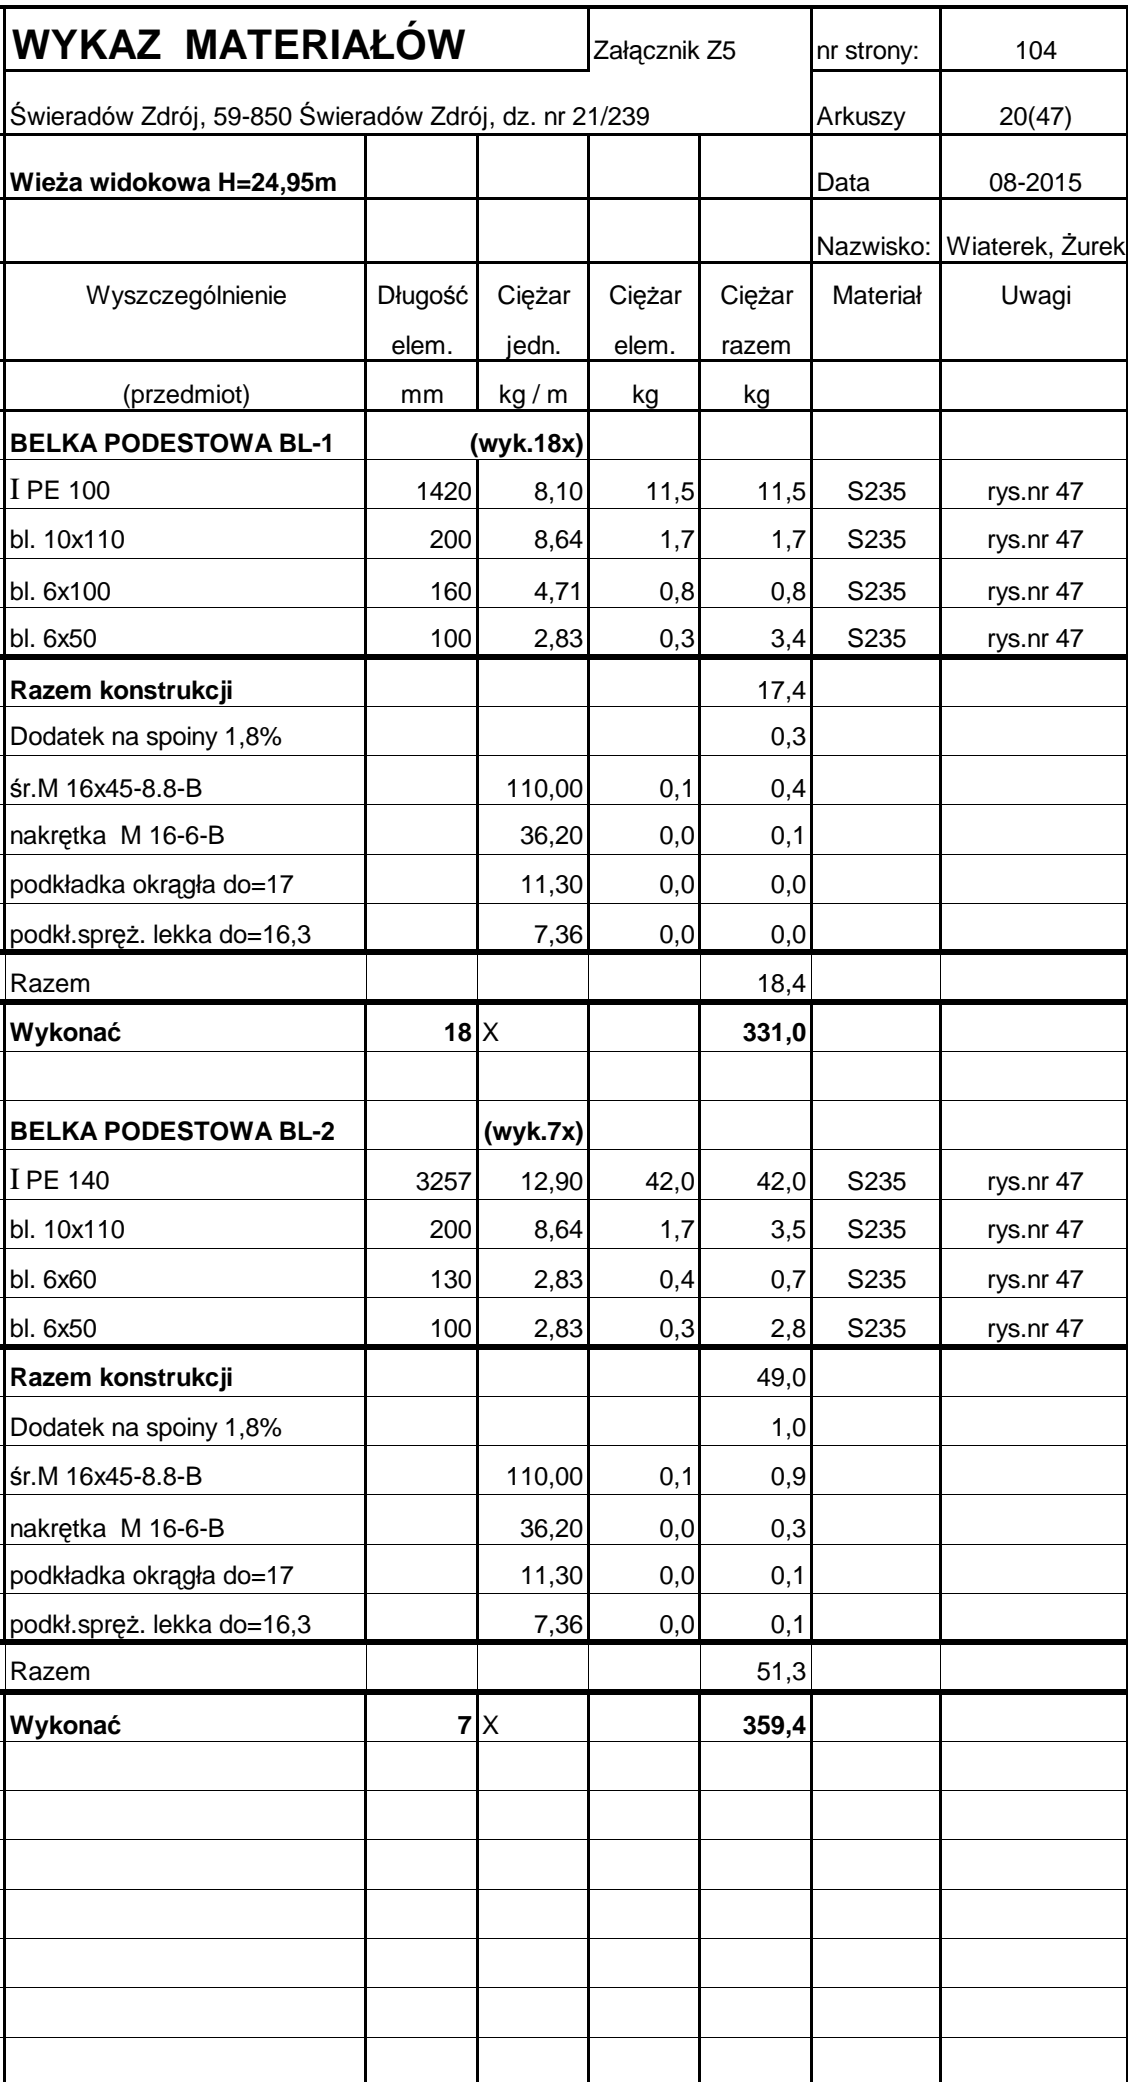 WYKAZ  MATERIAŁÓW Załącznik Z5 nr strony: 104
Świeradów Zdrój, 59-850 Świeradów Zdrój, dz. nr 21/239 Arkuszy 20(47)
Wieża widokowa H=24,95m Data 08-2015
Nazwisko: Wiaterek, Żurek
Wyszczególnienie Długość Ciężar Ciężar Ciężar Materiał Uwagi
elem. jedn. elem. razem
(przedmiot) mm kg / m kg kg
BELKA PODESTOWA BL-1 (wyk.18x)
I PE 100 1420 8,10 11,5 11,5 S235 rys.nr 47
bl. 10x110 200 8,64 1,7 1,7 S235 rys.nr 47
bl. 6x100 160 4,71 0,8 0,8 S235 rys.nr 47
bl. 6x50 100 2,83 0,3 3,4 S235 rys.nr 47
Razem konstrukcji 17,4
Dodatek na spoiny 1,8% 0,3
śr.M 16x45-8.8-B 110,00 0,1 0,4
nakrętka  M 16-6-B 36,20 0,0 0,1
podkładka okrągła do=17 11,30 0,0 0,0
podkł.spręż. lekka do=16,3 7,36 0,0 0,0
Razem 18,4
Wykonać 18 X 331,0
BELKA PODESTOWA BL-2 (wyk.7x)
I PE 140 3257 12,90 42,0 42,0 S235 rys.nr 47
bl. 10x110 200 8,64 1,7 3,5 S235 rys.nr 47
bl. 6x60 130 2,83 0,4 0,7 S235 rys.nr 47
bl. 6x50 100 2,83 0,3 2,8 S235 rys.nr 47
Razem konstrukcji 49,0
Dodatek na spoiny 1,8% 1,0
śr.M 16x45-8.8-B 110,00 0,1 0,9
nakrętka  M 16-6-B 36,20 0,0 0,3
podkładka okrągła do=17 11,30 0,0 0,1
podkł.spręż. lekka do=16,3 7,36 0,0 0,1
Razem 51,3
Wykonać 7 X 359,4